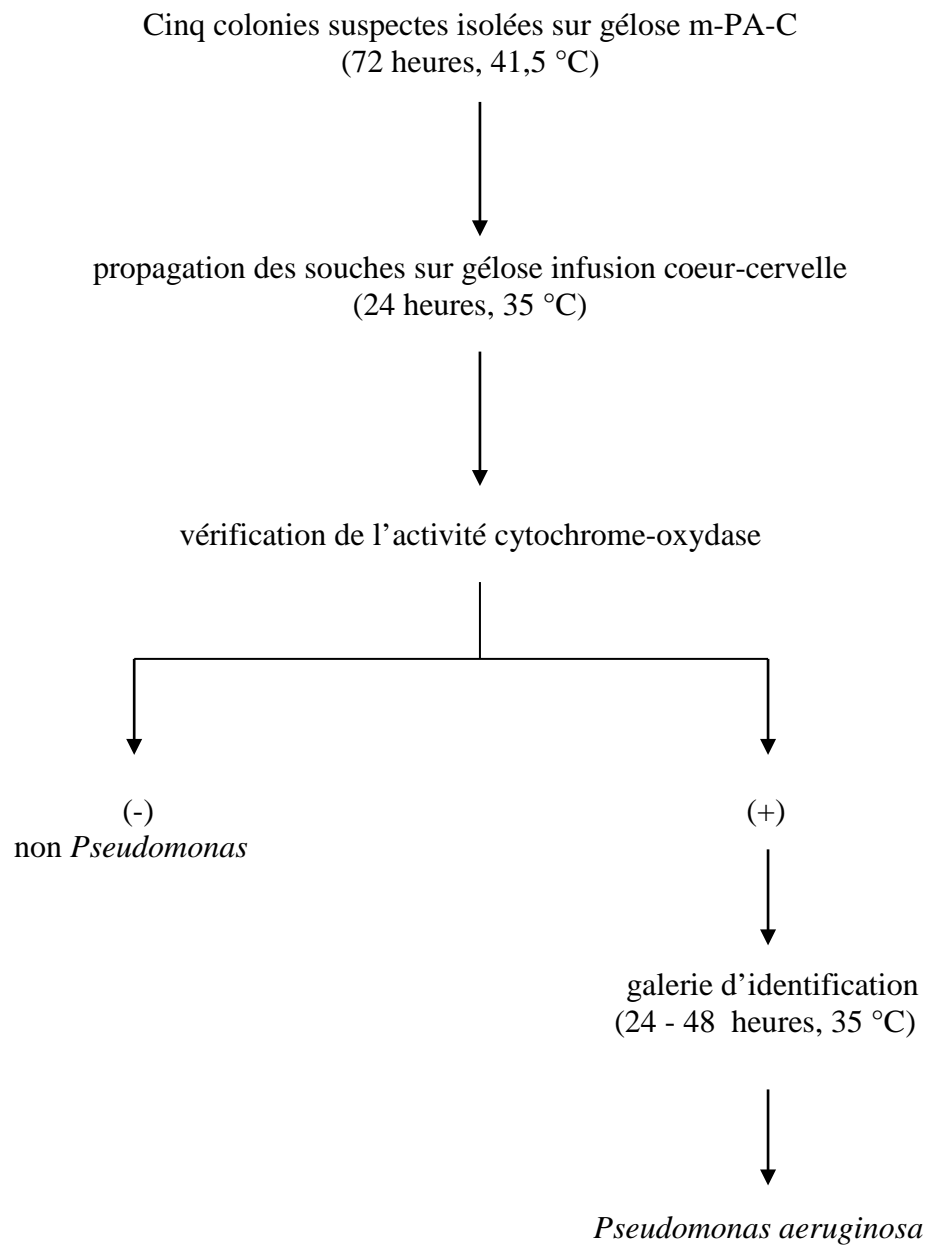 Cinq colonies suspectes isolées sur gélose m-PA-C
(72 heures, 41,5 °C)
propagation des souches sur gélose infusion coeur-cervelle
(24 heures, 35 °C)
vérification de l’activité cytochrome-oxydase
(-)
non Pseudomonas
(+)
galerie d’identification
(24 - 48 heures, 35 °C)
Pseudomonas aeruginosa